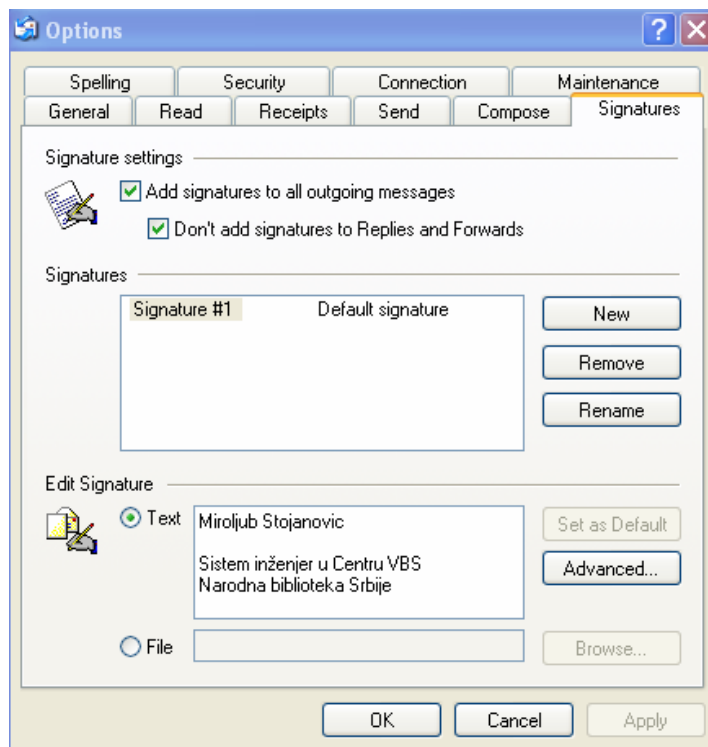 Options
Spelling Security Connection Maintenance
General Read Receipts Send Compose Signatures
Signature settings
Add signatures to all outgoing messages
Don't add signatures to Replies and Forwards
Signatures
Signature #1 Default signature
New
Remove
Rename
Edit Signature
Text
Miroljub Stojanovic
Sistem inženjer u Centru VBS
Narodna biblioteka Srbije
Set as Default
Advanced...
File
Browse...
OK Cancel Apply